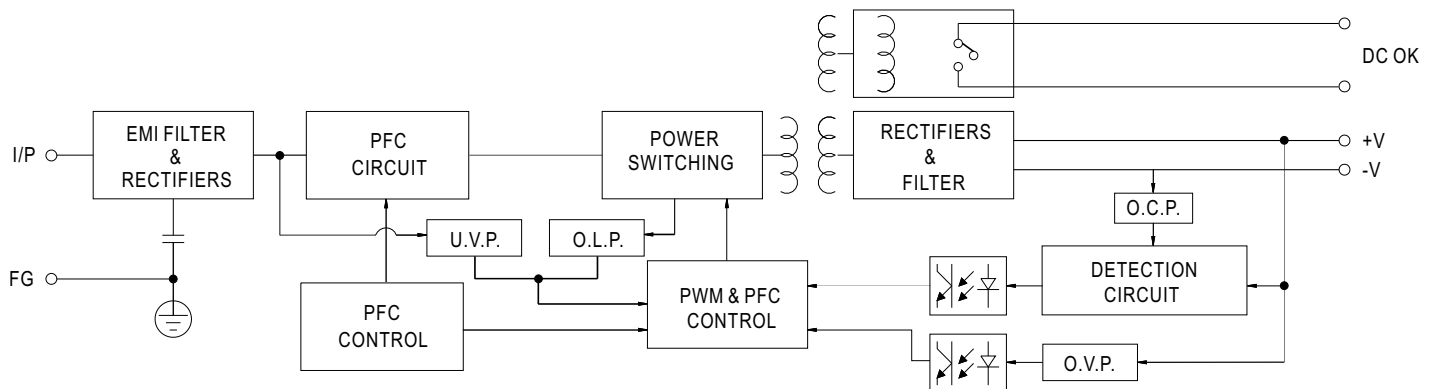 DC OK
EMI FILTER
&
RECTIFIERS
PFC
CIRCUIT
POWER
SWITCHING
RECTIFIERS
&
FILTER
I/P
+V
-V
O.C.P.
U.V.P.
O.L.P.
FG
PFC
CONTROL
PWM & PFC
CONTROL
DETECTION
CIRCUIT
O.V.P.